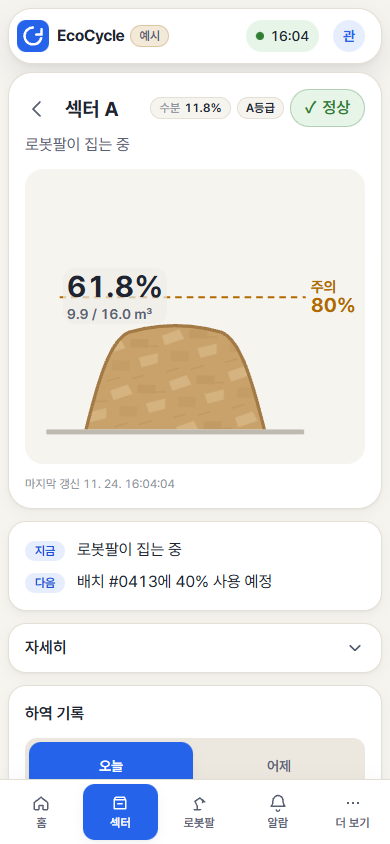 EcoCycle 예시 16:04 관
섹터 A 수분 11.8% A등급 ✓ 정상
로봇팔이 집는 중
61.8%
9.9 / 16.0 m³
주의
80%
마지막 갱신 11. 24. 16:04:04
지금 로봇팔이 집는 중
다음 배치 #0413에 40% 사용 예정
자세히
하역 기록
오늘 어제
홈 섹터 로봇팔 알람 더 보기